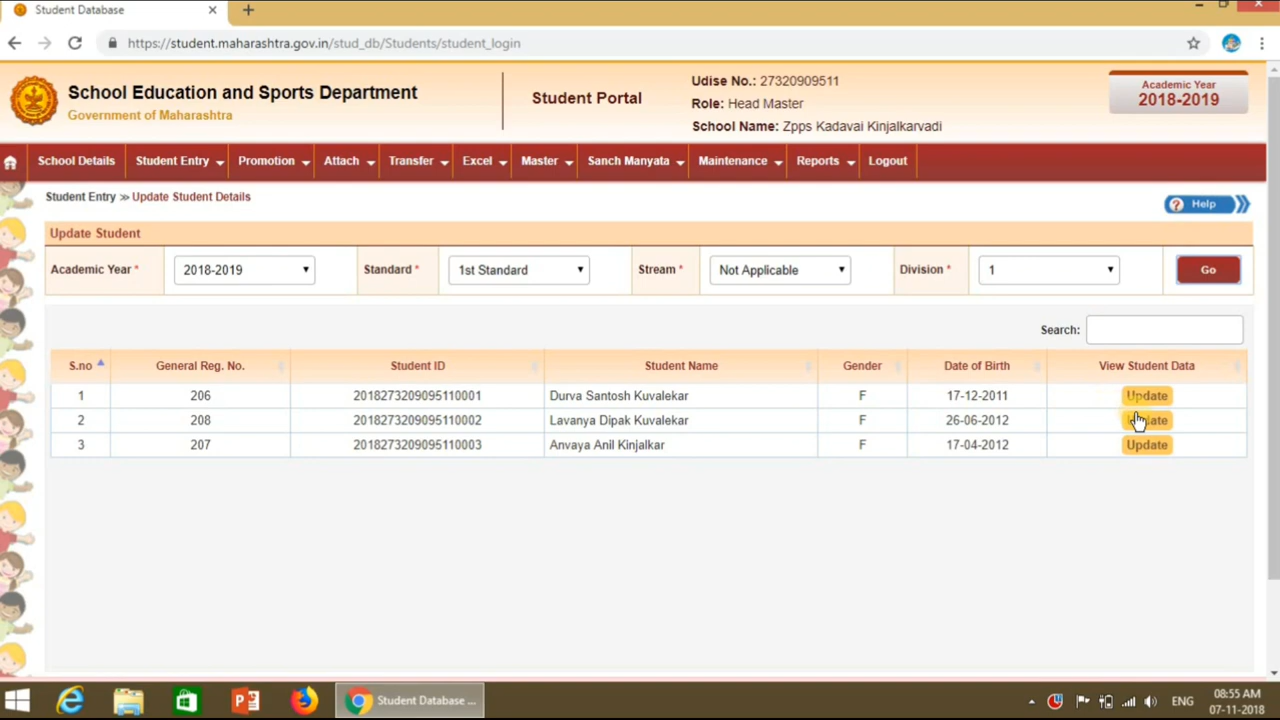 Student Database
https://student.maharashtra.gov.in/stud_db/Students/student_login
School Education and Sports Department
Government of Maharashtra
Student Portal
Udise No.: 27320909511
Role: Head Master
School Name: Zpps Kadavai Kinjalkarvadi
Academic Year
2018-2019
School Details Student Entry Promotion Attach Transfer Excel Master Sanch Manyata Maintenance Reports Logout
Student Entry >> Update Student Details
? Help
Update Student
Academic Year * 2018-2019 Standard * 1st Standard Stream * Not Applicable Division * 1 Go
Search:
S.no General Reg. No. Student ID Student Name Gender Date of Birth View Student Data
1 206 2018273209095110001 Durva Santosh Kuvalekar F 17-12-2011 Update
2 208 2018273209095110002 Lavanya Dipak Kuvalekar F 26-06-2012
3 207 2018273209095110003 Anvaya Anil Kinjalkar F 17-04-2012 Update
Student Database ...
ENG
08:55 AM
07-11-2018